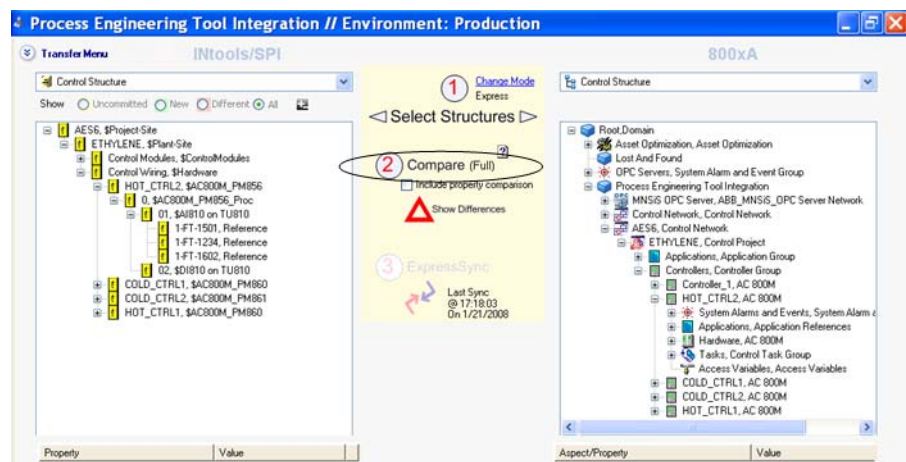 Process Engineering Tool Integration // Environment: Production
Transfer Menu
INtools/SPI
800xA
Control Structure
Show Uncommitted New Different All
AES6, $Project-Site
ETHYLENE, $Plant-Site
Control Modules, $ControlModules
Control Wiring, $Hardware
HOT_CTRL2, $AC800M_PM856
0, $AC800M_PM856_Proc
01, $AI810 on TU810
1-FT-1501, Reference
1-FT-1234, Reference
1-FT-1602, Reference
02, $DI810 on TU810
COLD_CTRL1, $AC800M_PM860
COLD_CTRL2, $AC800M_PM861
HOT_CTRL1, $AC800M_PM860
Property Value
1 Change Mode
Express
Select Structures
?
2 Compare (Full)
Include property comparison
Show Differences
3 ExpressSync
Last Sync
@ 17:18:03
On 1/21/2008
Control Structure
Root,Domain
Asset Optimization, Asset Optimization
Lost And Found
OPC Servers, System Alarm and Event Group
Process Engineering Tool Integration
MNSiS OPC Server, ABB_MNSiS_OPC Server Network
Control Network, Control Network
AES6, Control Network
ETHYLENE, Control Project
Applications, Application Group
Controllers, Controller Group
Controller_1, AC 800M
HOT_CTRL2, AC 800M
System Alarms and Events, System Alarm a
Applications, Application References
Hardware, AC 800M
Tasks, Control Task Group
Access Variables, Access Variables
COLD_CTRL1, AC 800M
COLD_CTRL2, AC 800M
HOT_CTRL1, AC 800M
Aspect/Property Value